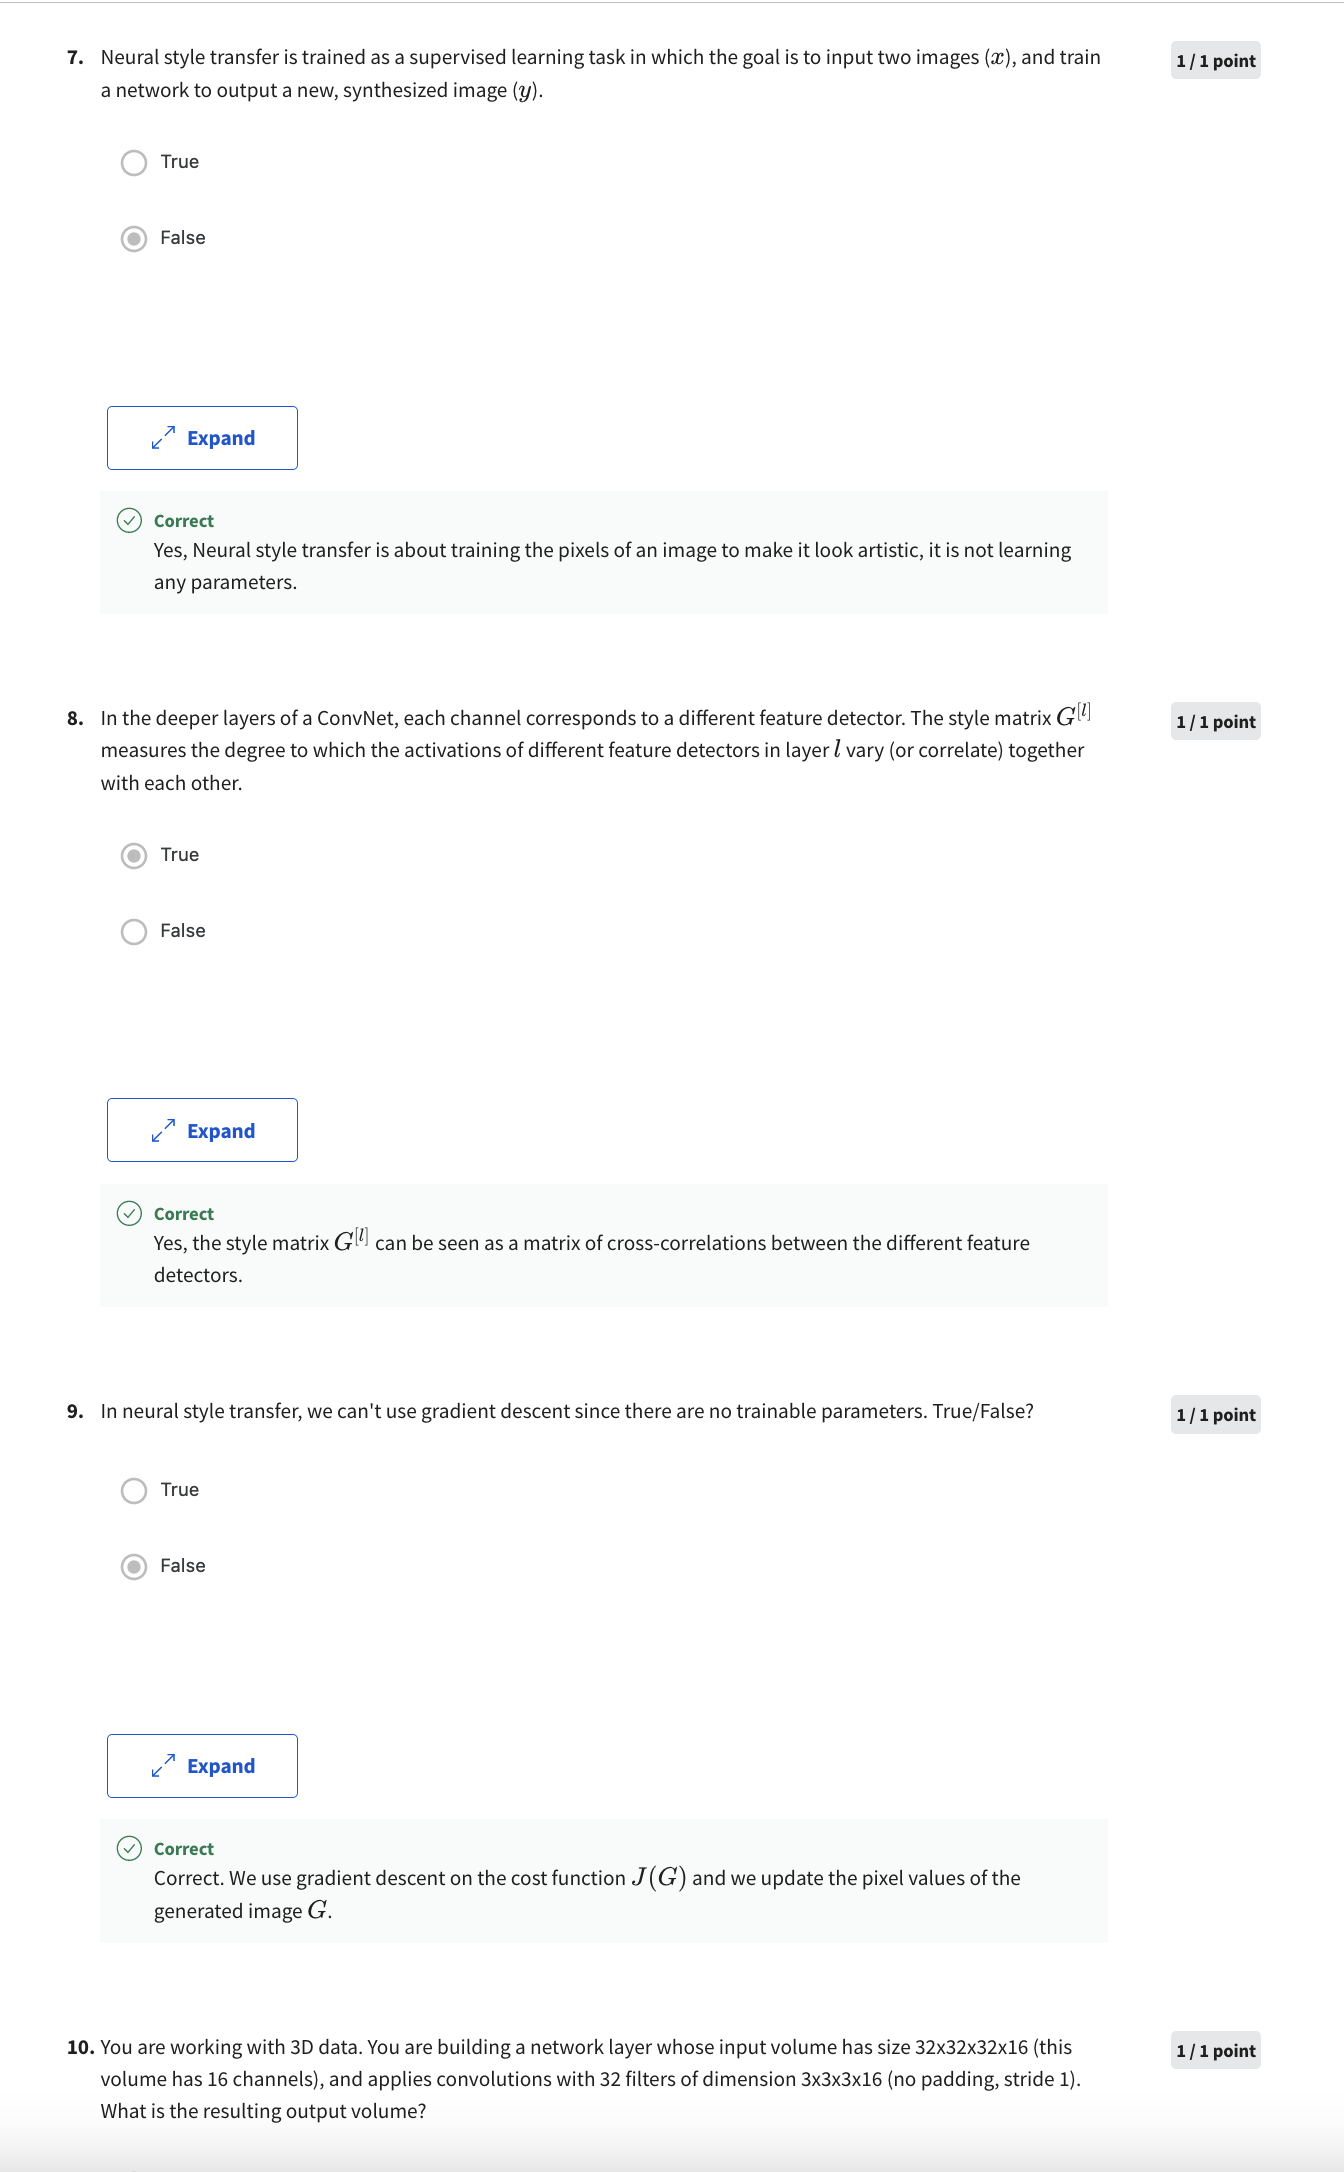 7. Neural style transfer is trained as a supervised learning task in which the goal is to input two images (x), and train
1 / 1 point
a network to output a new, synthesized image (y).
True
False
Expand
Correct
Yes, Neural style transfer is about training the pixels of an image to make it look artistic, it is not learning
any parameters.
8. In the deeper layers of a ConvNet, each channel corresponds to a different feature detector. The style matrix G^[l]
1 / 1 point
measures the degree to which the activations of different feature detectors in layer l vary (or correlate) together
with each other.
True
False
Expand
Correct
Yes, the style matrix G^[l] can be seen as a matrix of cross-correlations between the different feature
detectors.
9. In neural style transfer, we can't use gradient descent since there are no trainable parameters. True/False?
1 / 1 point
True
False
Expand
Correct
Correct. We use gradient descent on the cost function J(G) and we update the pixel values of the
generated image G.
10. You are working with 3D data. You are building a network layer whose input volume has size 32x32x32x16 (this
1 / 1 point
volume has 16 channels), and applies convolutions with 32 filters of dimension 3x3x3x16 (no padding, stride 1).
What is the resulting output volume?